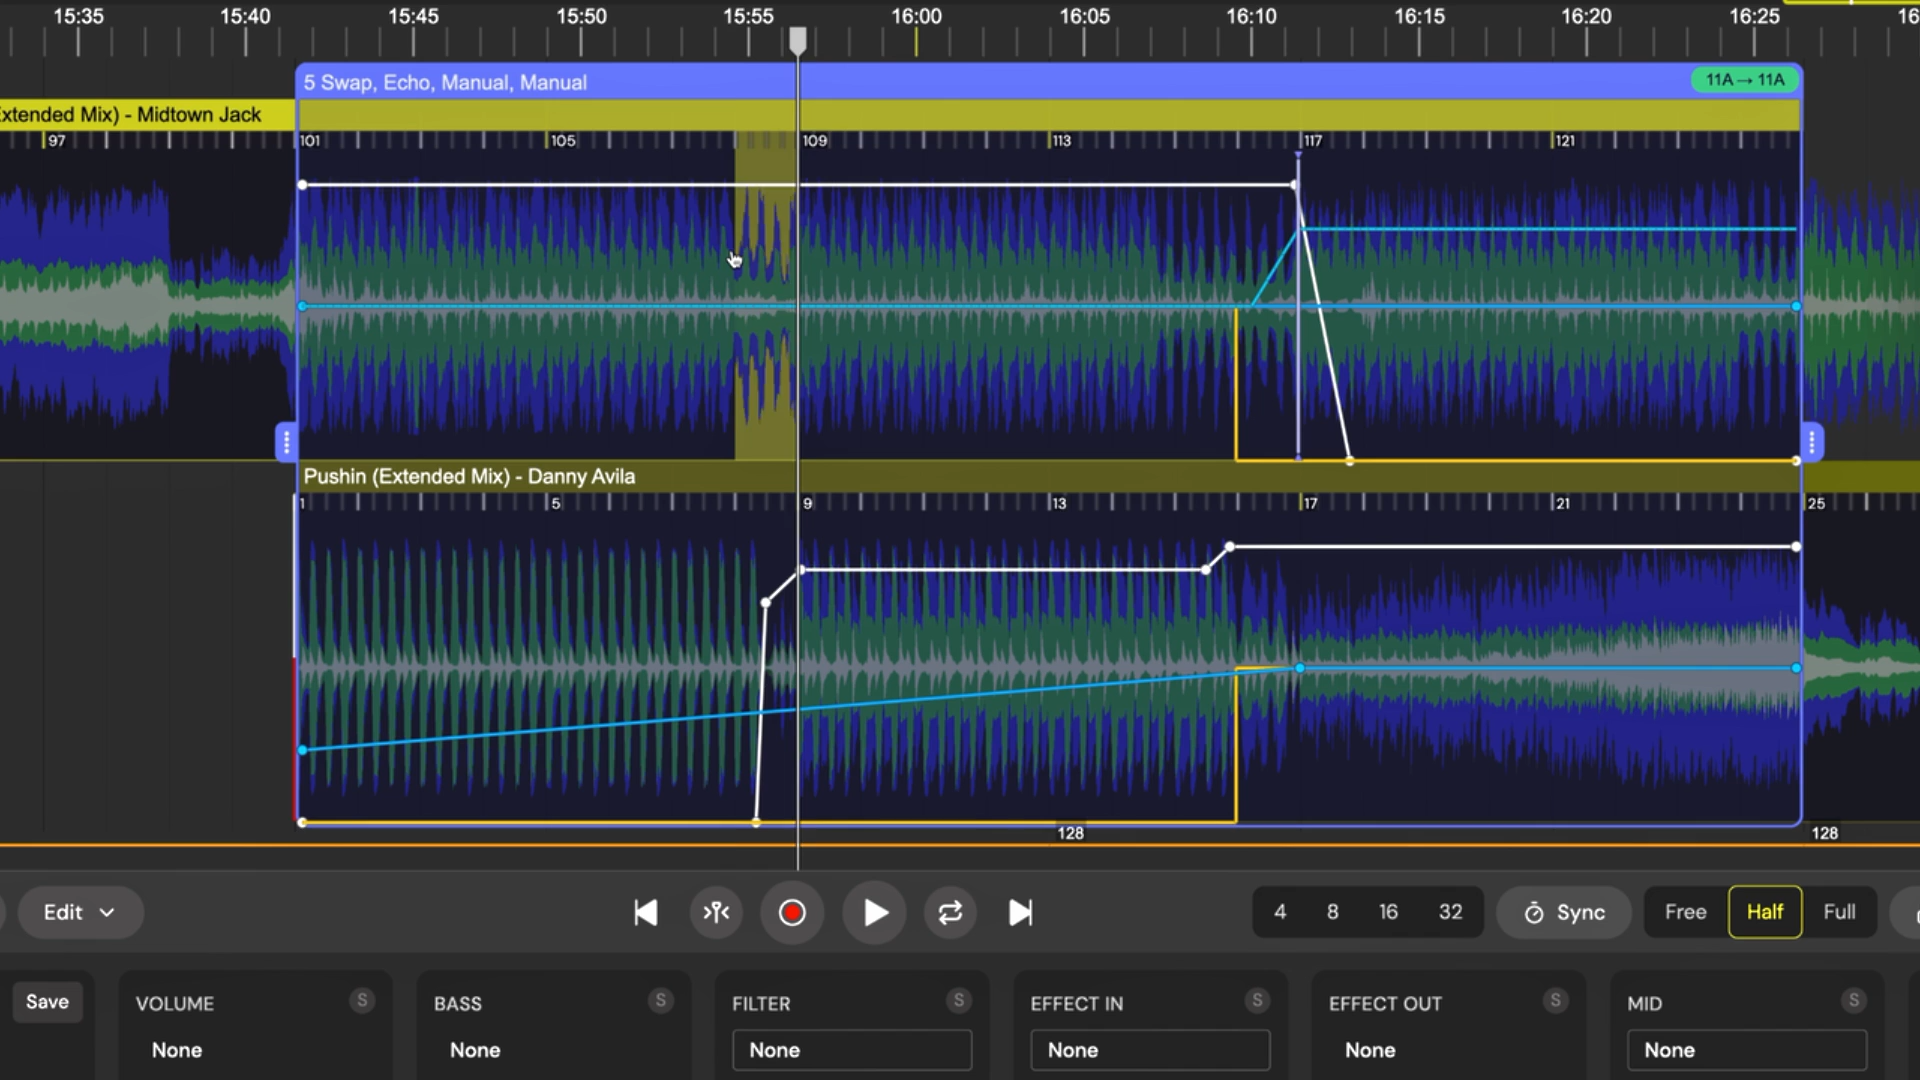 15:35 15:40 15:45 15:50 15:55 16:00 16:05 16:10 16:15 16:20 16:25 16:
5 Swap, Echo, Manual, Manual 11A → 11A
xtended Mix) - Midtown Jack
97 101 105 109 113 117 121
Pushin (Extended Mix) - Danny Avila
1 5 9 13 17 21 25
128 128
Edit 4 8 16 32 Sync Free Half Full
Save VOLUME S BASS S FILTER S EFFECT IN S EFFECT OUT S MID S
None None None None None None